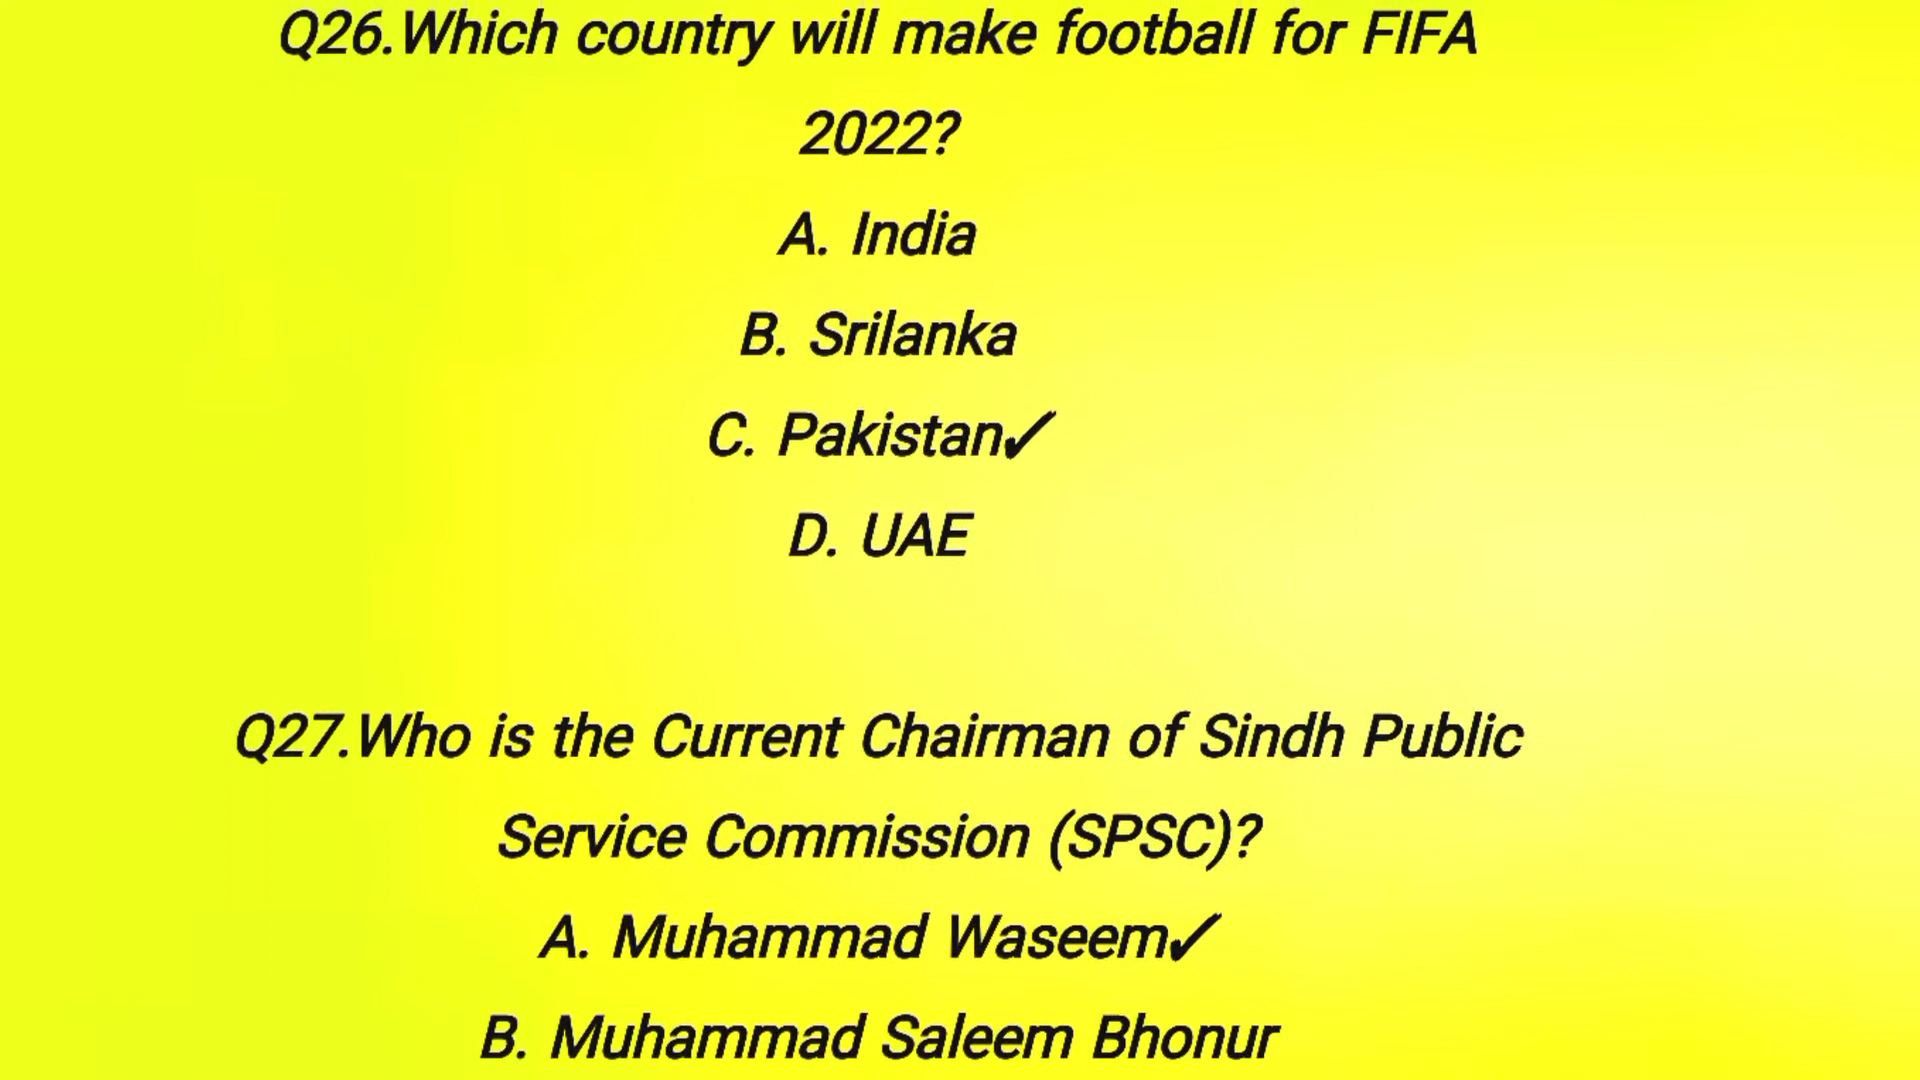 Q26.Which country will make football for FIFA
2022?
A. India
B. Srilanka
C. Pakistan✓
D. UAE
Q27.Who is the Current Chairman of Sindh Public
Service Commission (SPSC)?
A. Muhammad Waseem✓
B. Muhammad Saleem Bhonur